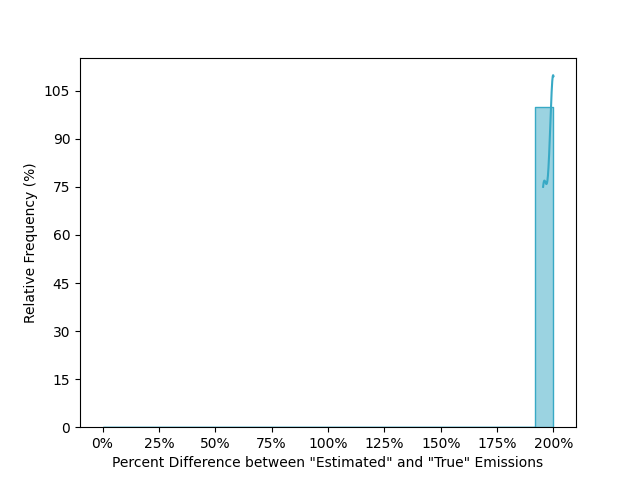 105
90
75
60
45
30
15
0
Relative Frequency (%)
0% 25% 50% 75% 100% 125% 150% 175% 200%
Percent Difference between "Estimated" and "True" Emissions